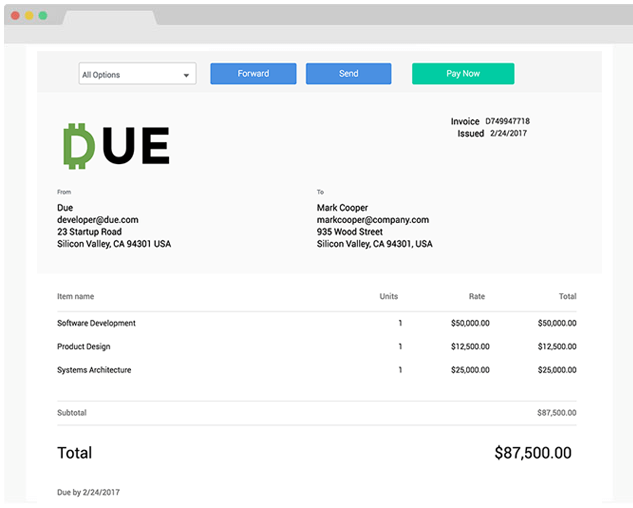 All Options Forward Send Pay Now
DUE
Invoice D749947718
Issued 2/24/2017
From To
Due Mark Cooper
developer@due.com markcooper@company.com
23 Startup Road 935 Wood Street
Silicon Valley, CA 94301 USA Silicon Valley, CA 94301, USA
Item name Units Rate Total
Software Development 1 $50,000.00 $50,000.00
Product Design 1 $12,500.00 $12,500.00
Systems Architecture 1 $25,000.00 $25,000.00
Subtotal $87,500.00
Total $87,500.00
Due by 2/24/2017